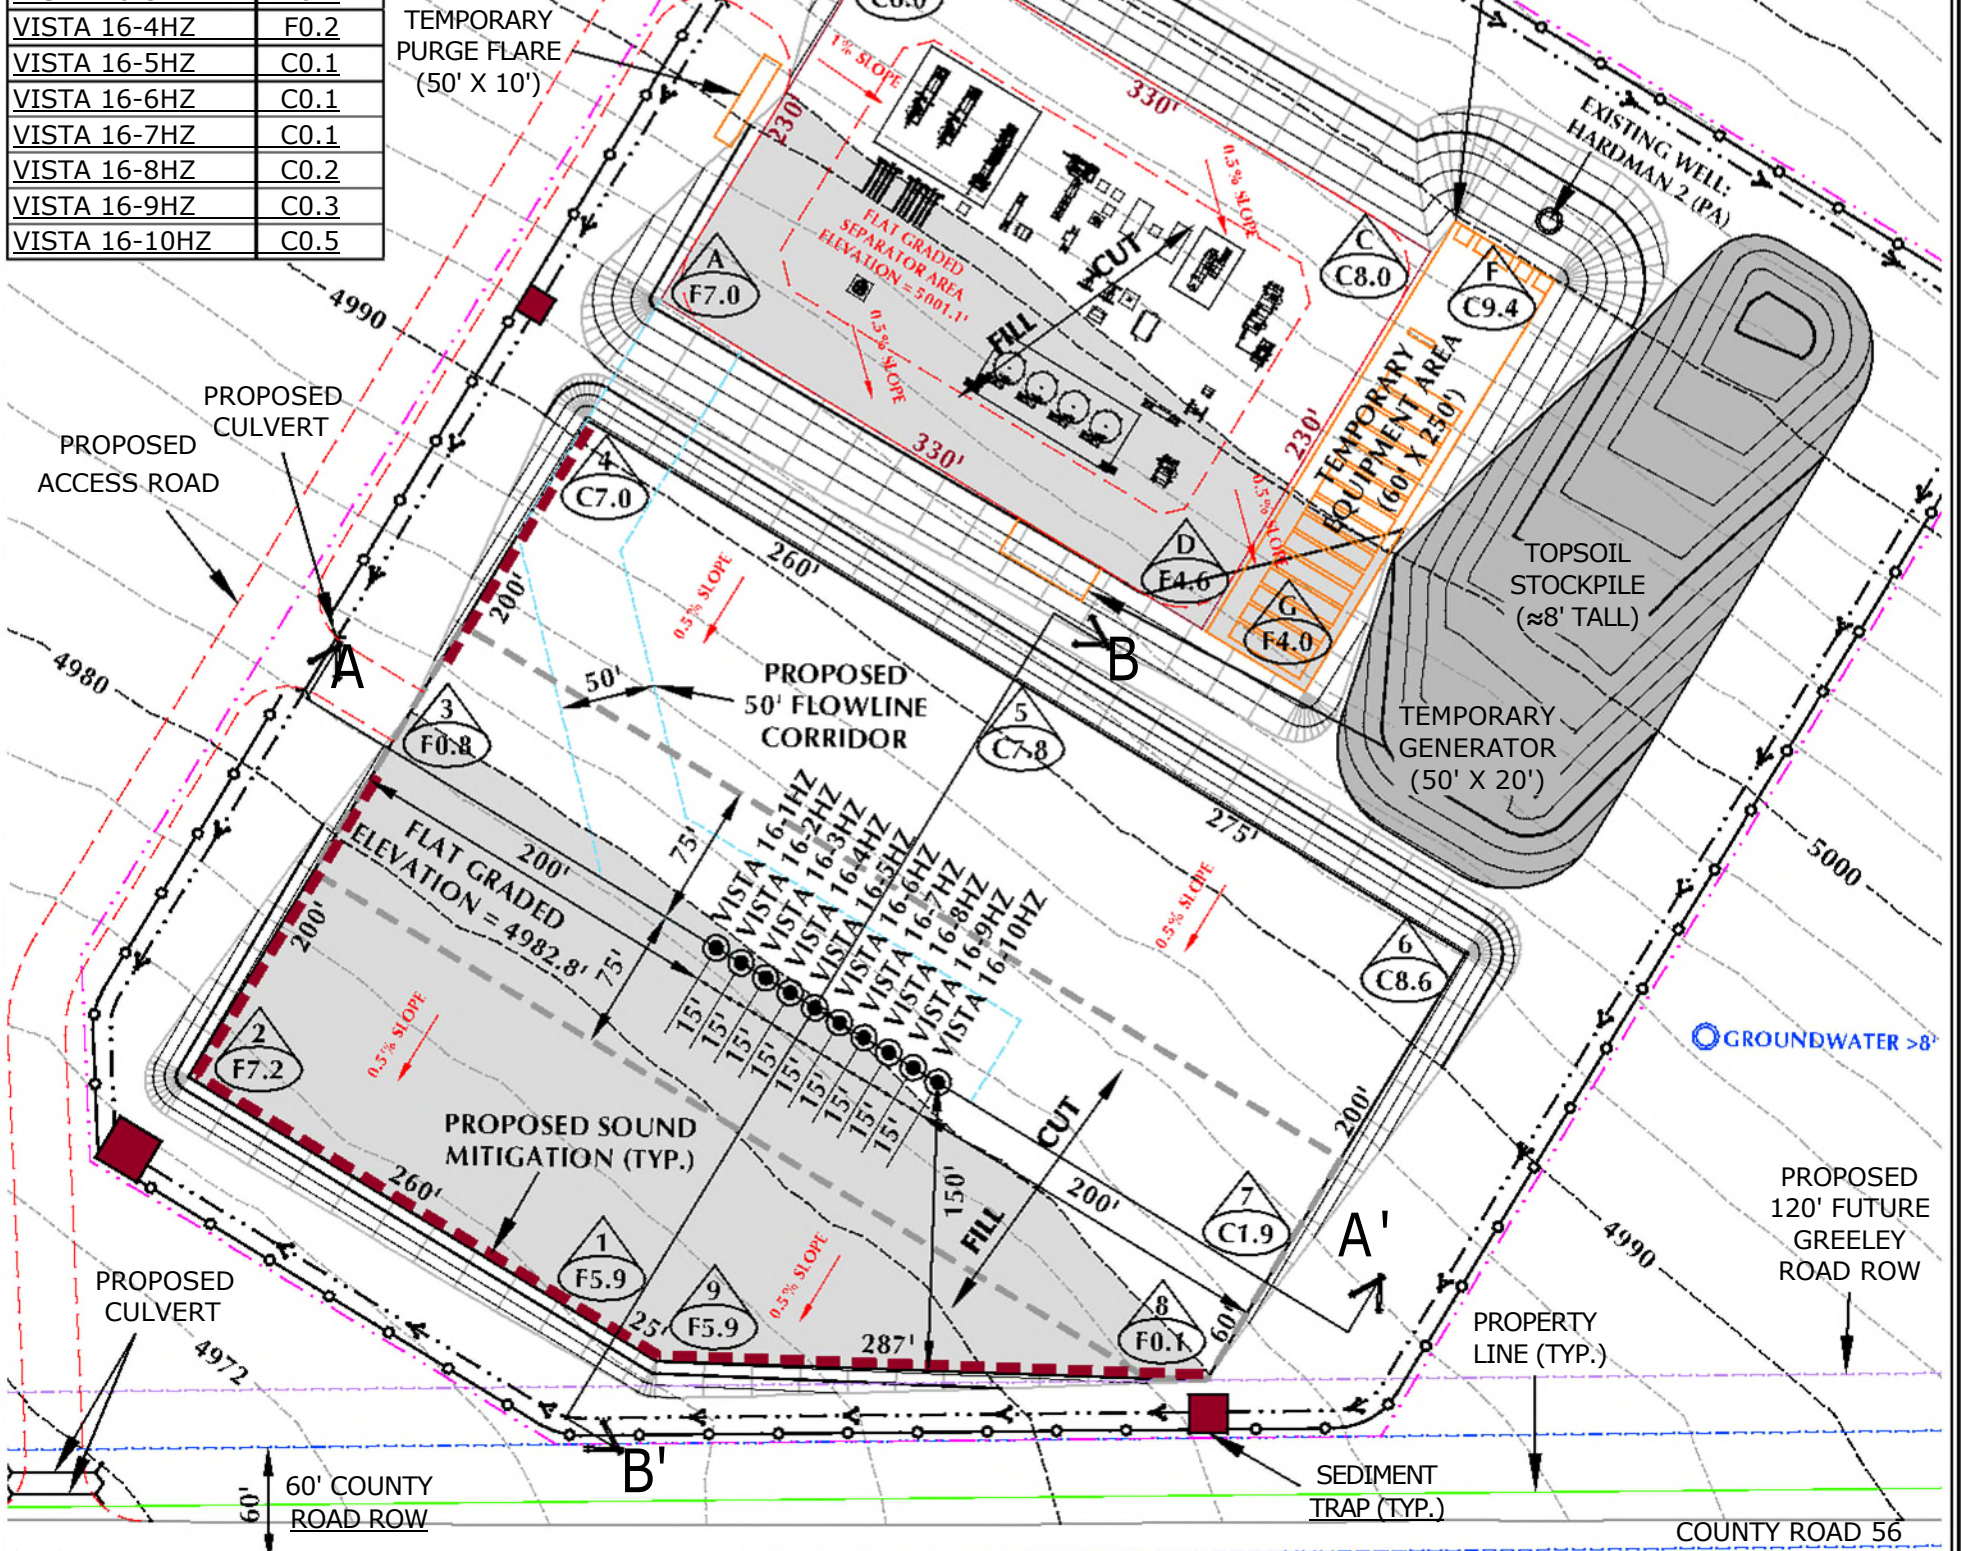 VISTA 16-4HZ F0.2
VISTA 16-5HZ C0.1
VISTA 16-6HZ C0.1
VISTA 16-7HZ C0.1
VISTA 16-8HZ C0.2
VISTA 16-9HZ C0.3
VISTA 16-10HZ C0.5
TEMPORARY
PURGE FLARE
(50' X 10')
C6.0
1% SLOPE
230'
330'
0.5% SLOPE
EXISTING WELL:
HARDMAN 2 (PA)
A
F7.0
FLAT GRADED
SEPARATOR AREA
ELEVATION = 5001.1'
CUT
FILL
C
C8.0
F
C9.4
0.5% SLOPE
330'
230'
TEMPORARY
EQUIPMENT AREA
(60' X 250')
0.5% SLOPE
D
F4.6
G
F4.0
4990
PROPOSED
CULVERT
PROPOSED
ACCESS ROAD
4
C7.0
260'
200'
0.5% SLOPE
TOPSOIL
STOCKPILE
(≈8' TALL)
4980
A
B
50'
PROPOSED
50' FLOWLINE
CORRIDOR
5
C7.8
TEMPORARY
GENERATOR
(50' X 20')
3
F0.8
275'
5000
75'
VISTA 16-1HZ
VISTA 16-2HZ
VISTA 16-3HZ
VISTA 16-4HZ
VISTA 16-5HZ
VISTA 16-6HZ
VISTA 16-7HZ
VISTA 16-8HZ
VISTA 16-9HZ
VISTA 16-10HZ
200'
FLAT GRADED
ELEVATION = 4982.8'
200'
75'
0.5% SLOPE
6
C8.6
15'
15'
15'
15'
15'
15'
15'
15'
15'
0.5% SLOPE
2
F7.2
GROUNDWATER >8'
PROPOSED SOUND
MITIGATION (TYP.)
CUT
FILL
200'
150'
200'
260'
7
C1.9
A'
4990
PROPOSED
120' FUTURE
GREELEY
ROAD ROW
1
F5.9
9
F5.9
0.5% SLOPE
8
F0.1
60'
25'
287'
PROPOSED
CULVERT
4972
PROPERTY
LINE (TYP.)
B'
60'
60' COUNTY
ROAD ROW
SEDIMENT
TRAP (TYP.)
COUNTY ROAD 56